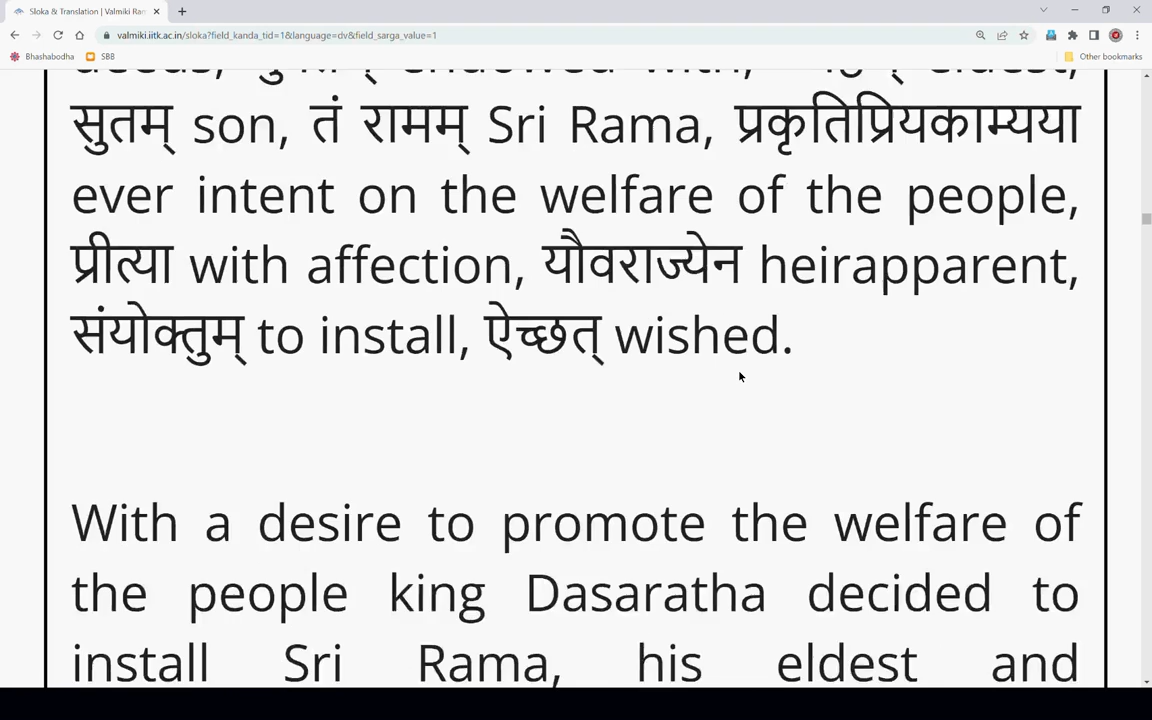 Sloka & Translation | Valmiki Ram
valmiki.iitk.ac.in/sloka?field_kanda_tid=1&language=dv&field_sarga_value=1
Bhashabodha SBB Other bookmarks
सुतम् son, तं रामम् Sri Rama, प्रकृतिप्रियकाम्यया
ever intent on the welfare of the people,
प्रीत्या with affection, यौवराज्येन heirapparent,
संयोक्तुम् to install, ऐच्छत् wished.
With a desire to promote the welfare of
the people king Dasaratha decided to
install Sri Rama, his eldest and